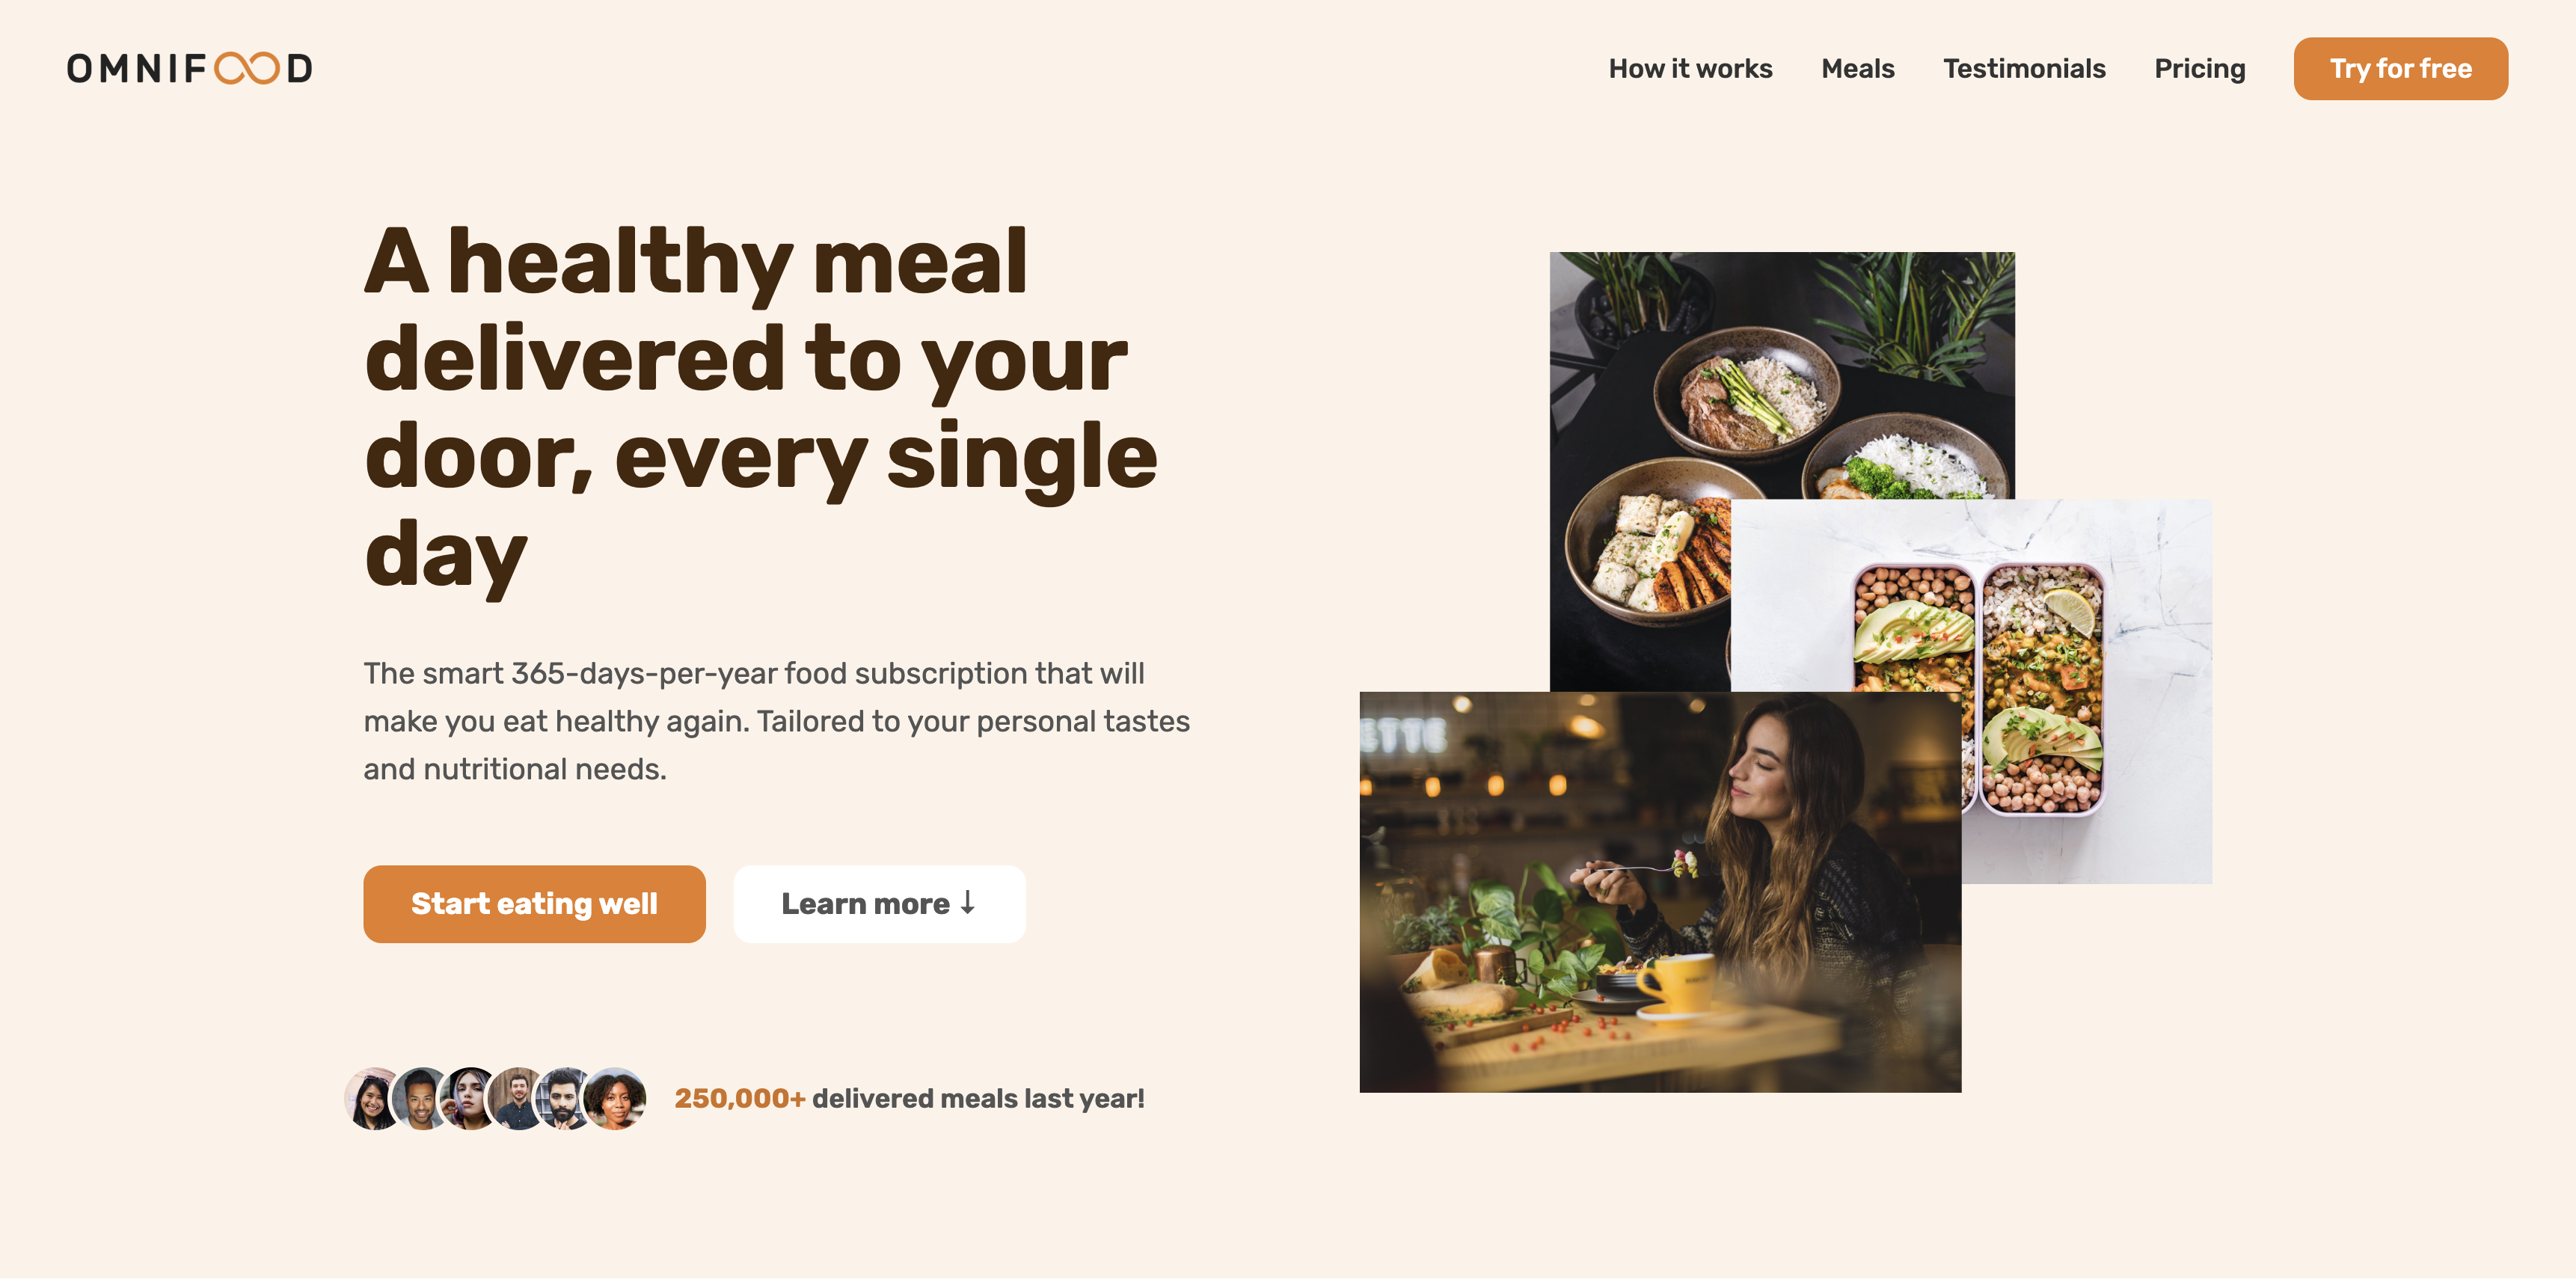 OMNIFOOD
How it works Meals Testimonials Pricing Try for free
A healthy meal
delivered to your
door, every single
day
The smart 365-days-per-year food subscription that will
make you eat healthy again. Tailored to your personal tastes
and nutritional needs.
Start eating well Learn more ↓
250,000+ delivered meals last year!
ETTE